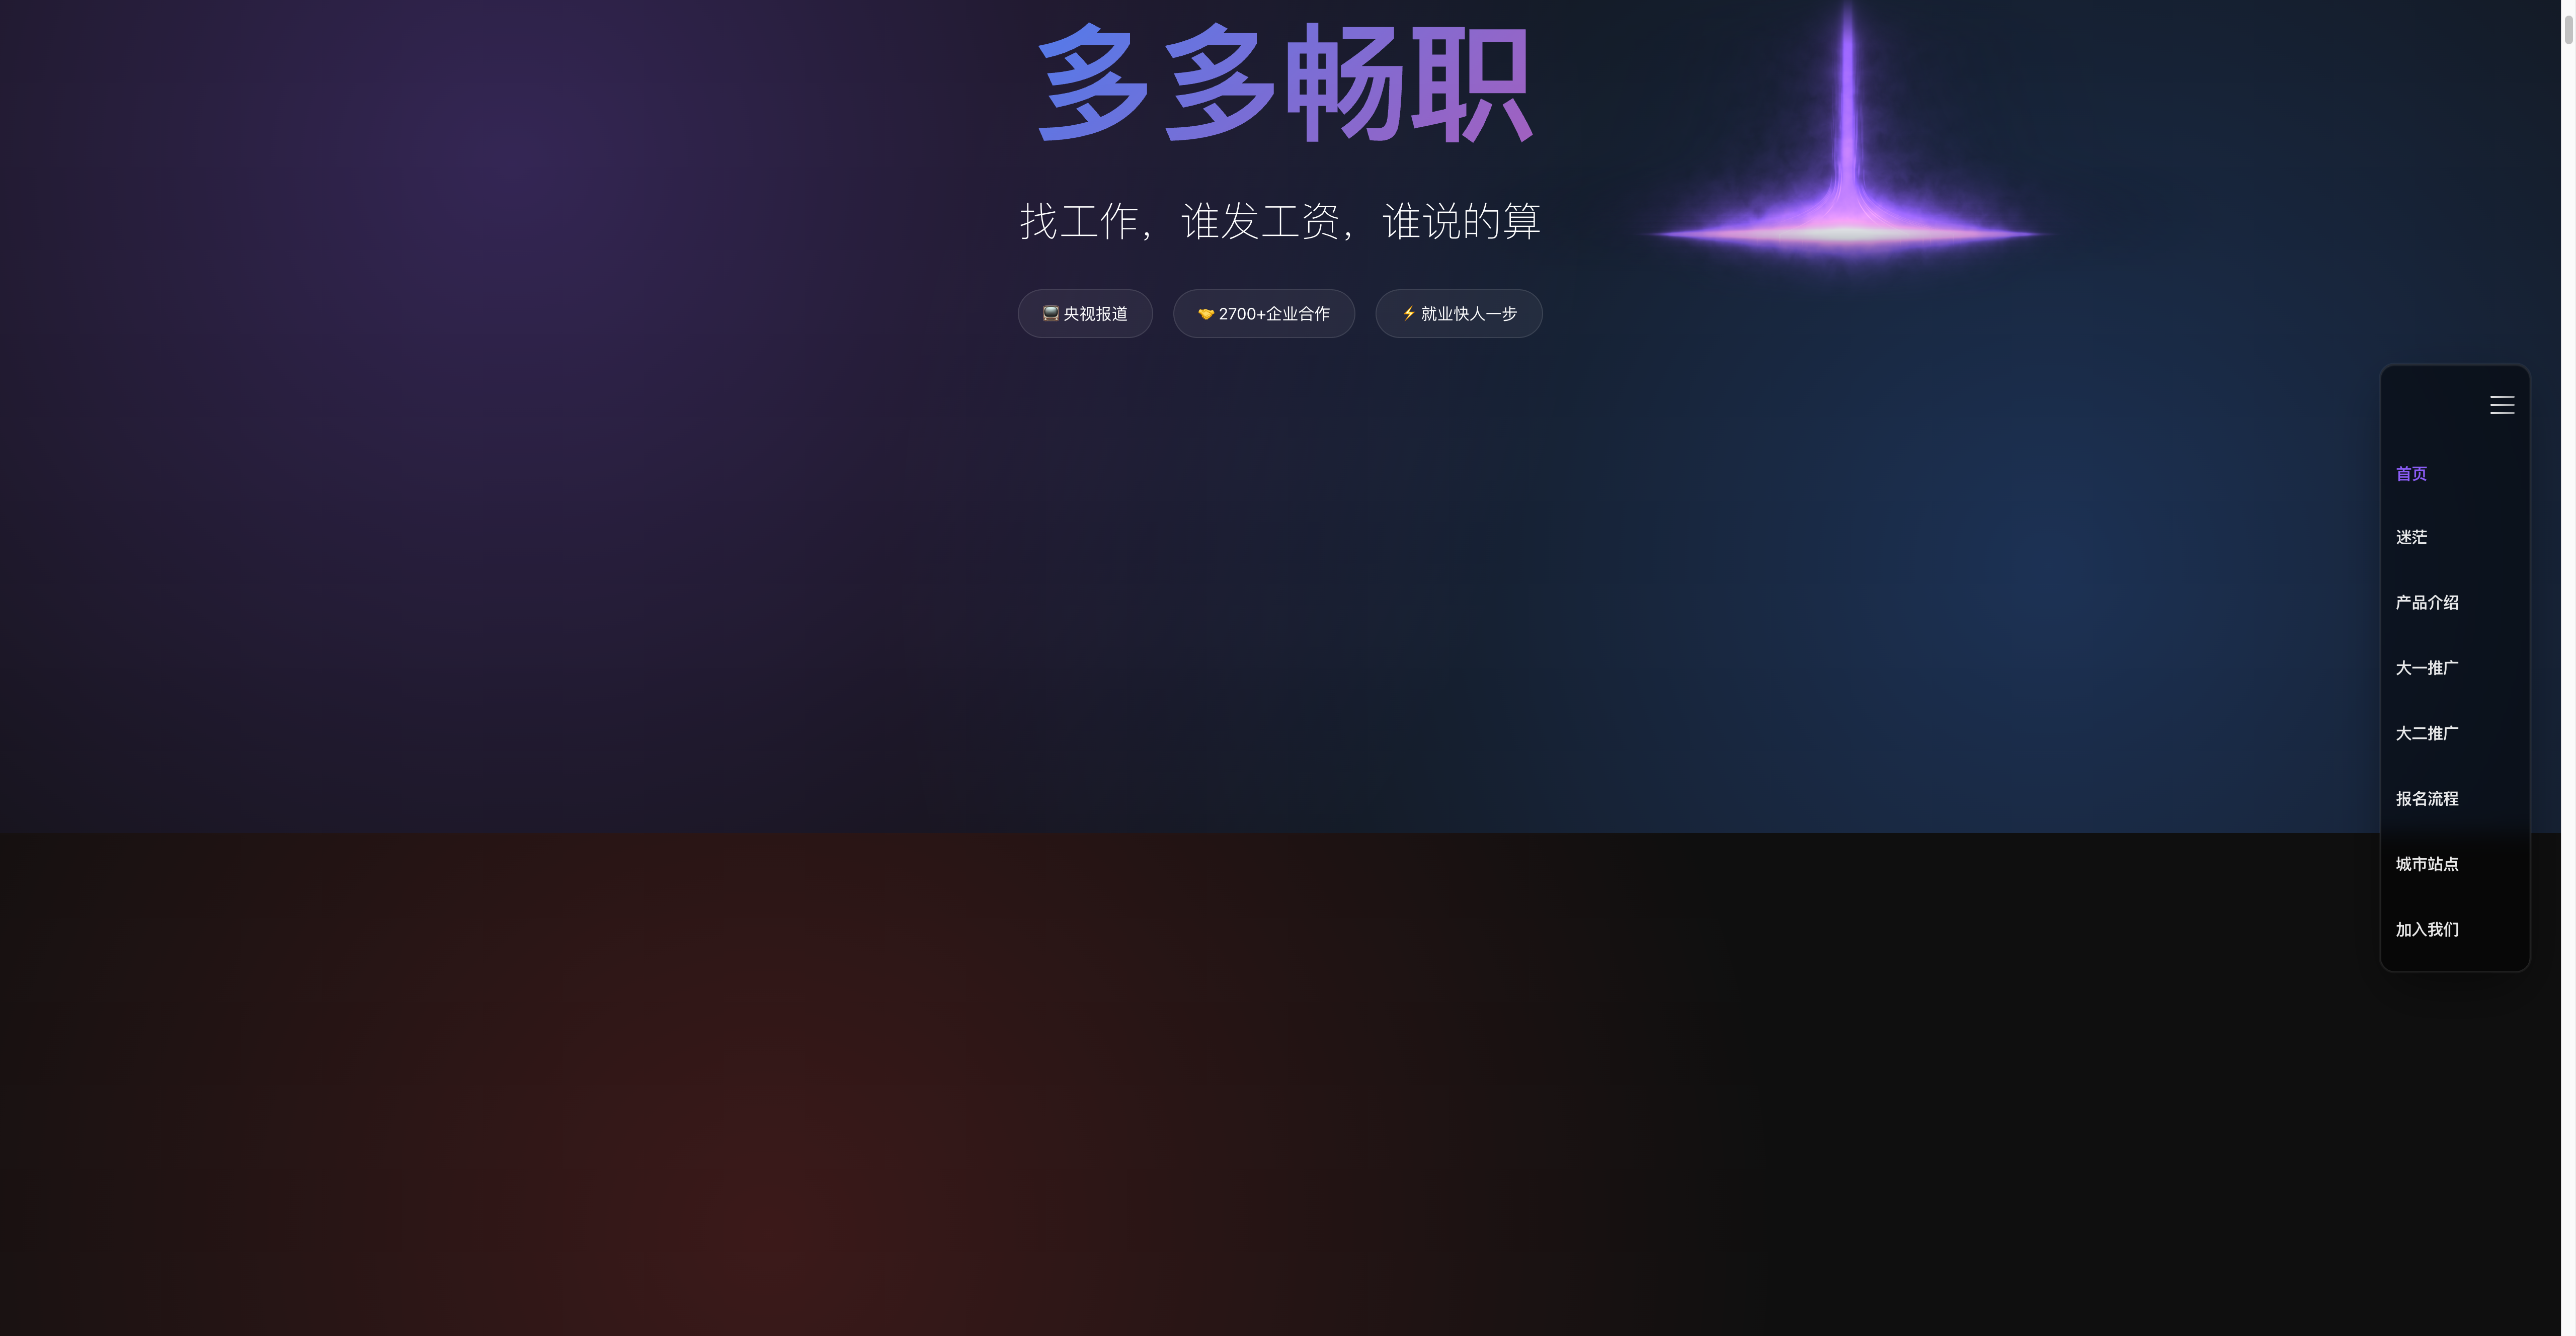 多多畅职
找工作，谁发工资，谁说的算
📺 央视报道
🤝 2700+企业合作
⚡ 就业快人一步
首页
迷茫
产品介绍
大一推广
大二推广
报名流程
城市站点
加入我们